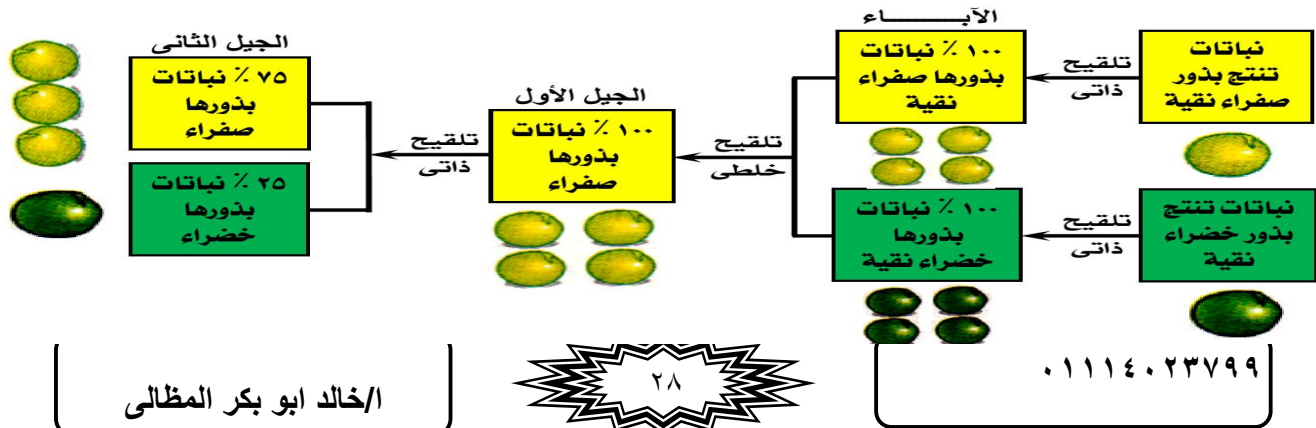 الآبـــــــاء
نباتات
تنتج بذور
صفراء نقية
تلقيح
ذاتى
١٠٠ ٪ نباتات
بذورها صفراء
نقية
نباتات تنتج
بذور خضراء
نقية
تلقيح
ذاتى
١٠٠ ٪ نباتات
بذورها
خضراء نقية
تلقيح
خلطى
الجيل الأول
١٠٠ ٪ نباتات
بذورها
صفراء
تلقيح
ذاتى
الجيل الثانى
٧٥ ٪ نباتات
بذورها
صفراء
٢٥ ٪ نباتات
بذورها
خضراء
٠١١١٤٠٢٣٧٩٩
٢٨
ا/خالد ابو بكر المظالى